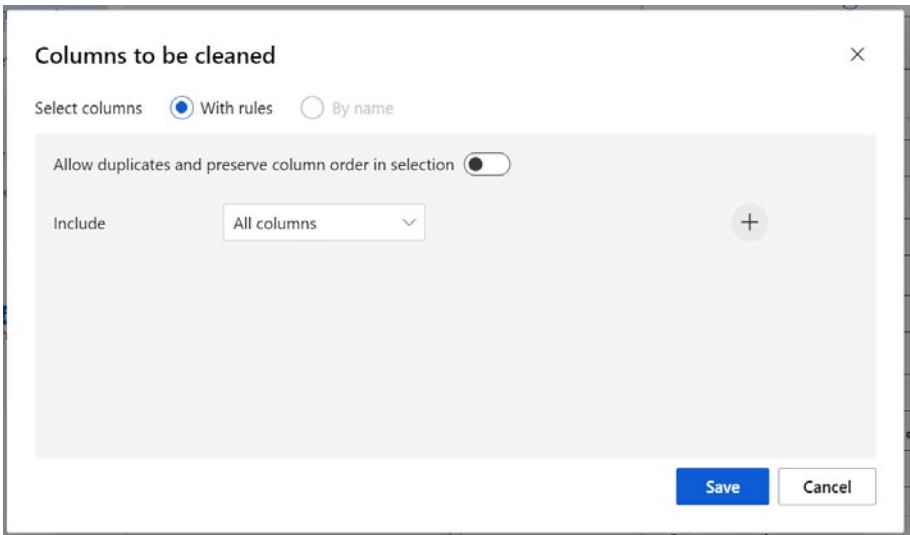 Columns to be cleaned
Select columns With rules By name
Allow duplicates and preserve column order in selection
Include All columns
Save Cancel